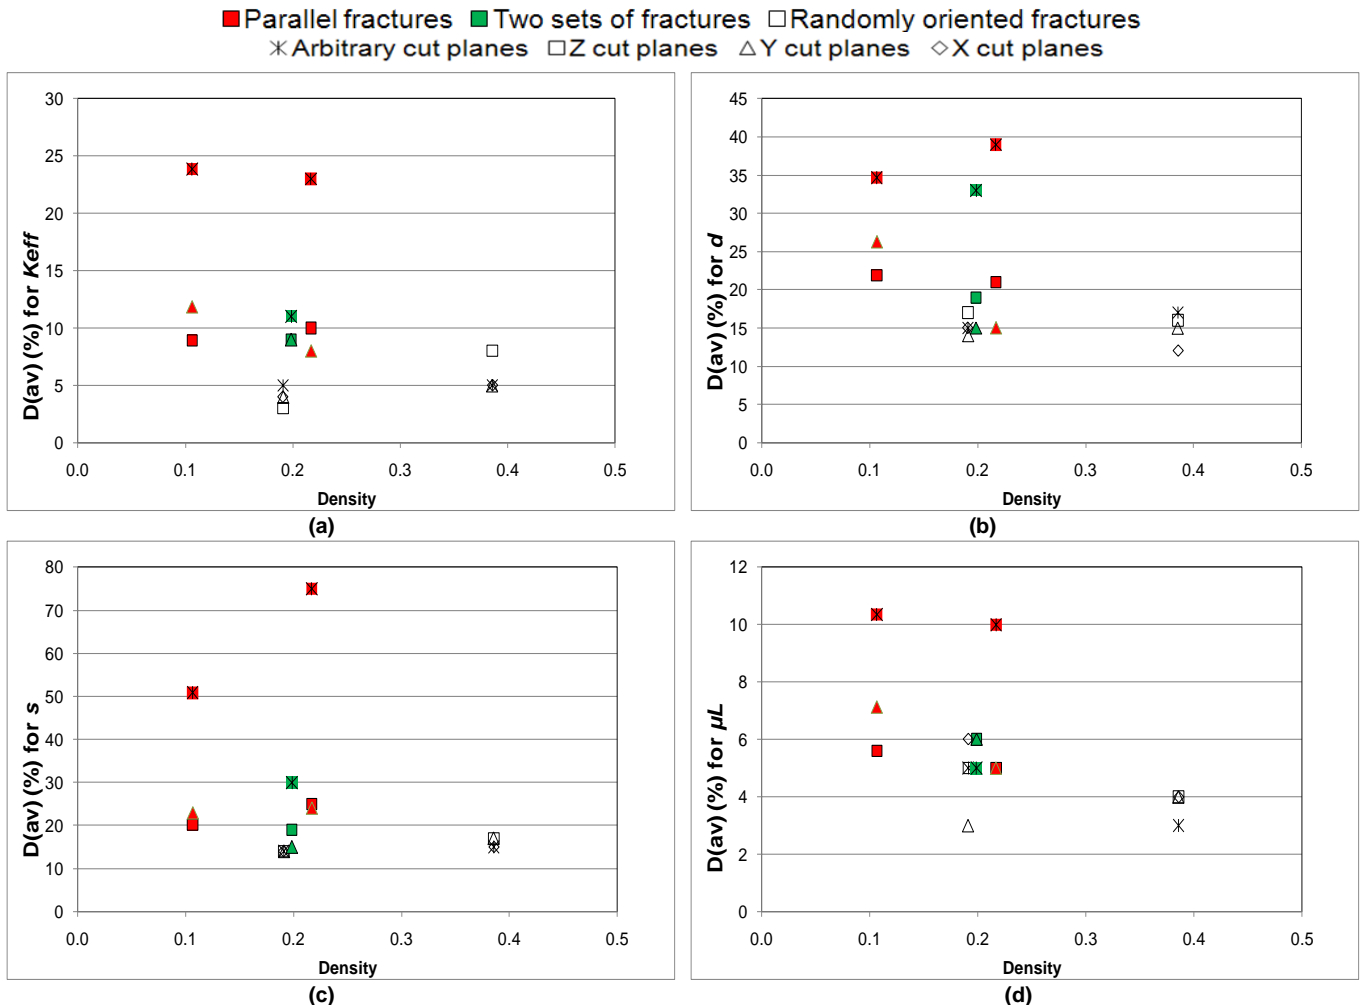 Parallel fractures Two sets of fractures Randomly oriented fractures
Arbitrary cut planes Z cut planes Y cut planes X cut planes
D(av) (%) for Keff
30
25
20
15
10
5
0
0.0 0.1 0.2 0.3 0.4 0.5
Density
(a)
D(av) (%) for d
45
40
35
30
25
20
15
10
5
0
0.0 0.1 0.2 0.3 0.4 0.5
Density
(b)
D(av) (%) for s
80
70
60
50
40
30
20
10
0
0.0 0.1 0.2 0.3 0.4 0.5
Density
(c)
D(av) (%) for µL
12
10
8
6
4
2
0
0.0 0.1 0.2 0.3 0.4 0.5
Density
(d)